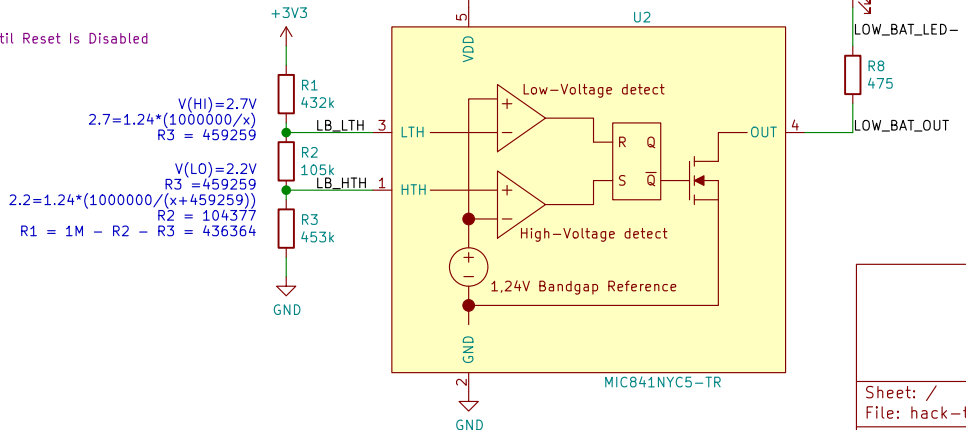 +3V3
5
U2
til Reset Is Disabled
VDD
LOW_BAT_LED-
R1
432k
Low-Voltage detect
R8
475
V(HI)=2.7V
2.7=1.24*(1000000/x)
R3 = 459259
LB_LTH
3
LTH
R
Q
OUT
4
LOW_BAT_OUT
R2
105k
V(LO)=2.2V
R3 =459259
2.2=1.24*(1000000/(x+459259))
R2 = 104377
R1 = 1M - R2 - R3 = 436364
LB_HTH
1
HTH
S
Q
R3
453k
High-Voltage detect
1,24V Bandgap Reference
GND
GND
2
MIC841NYC5-TR
GND
Sheet: /
File: hack-t